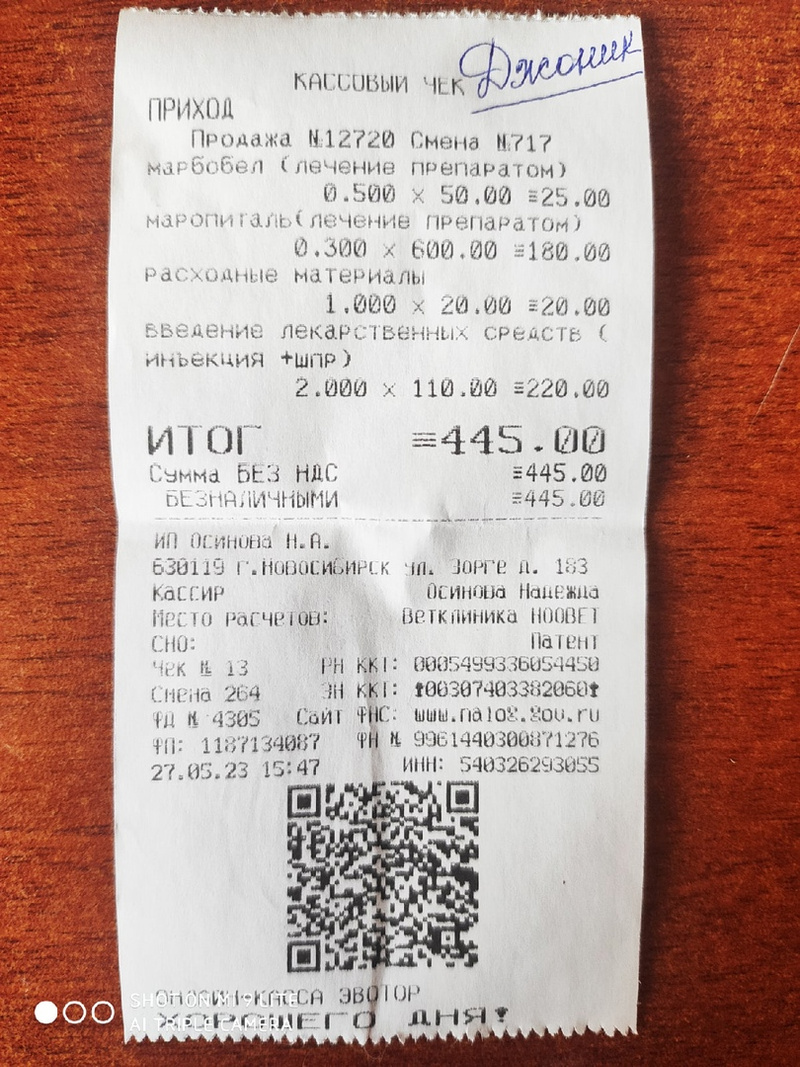 Джоник
КАССОВЫЙ ЧЕК
ПРИХОД
Продажа №12720 Смена №717
марбобел (лечение препаратом)
0.500 x 50.00 ≡25.00
маропиталь(лечение препаратом)
0.300 x 600.00 ≡180.00
расходные материалы
1.000 x 20.00 ≡20.00
введение лекарственных средств (
инъекция +шпр)
2.000 x 110.00 ≡220.00
ИТОГ ≡445.00
Сумма БЕЗ НДС ≡445.00
БЕЗНАЛИЧНЫМИ ≡445.00
ИП Осинова Н.А.
630119 г.Новосибирск ул. Зорге д. 183
Кассир Осинова Надежда
Место расчетов: Ветклиника НООВЕТ
СНО: Патент
Чек № 13 РН ККТ: 0005499336054450
Смена 264 ЗН ККТ: 00307403382060
ФД № 4305 Сайт ФНС: www.nalog.gov.ru
ФП: 1187134087 ФН № 9961440300871276
27.05.23 15:47 ИНН: 540326293055
ОНЛАЙН-КАССА ЭВОТОР
ХОРОШЕГО ДНЯ!
SHOT ON MI 9 LITE
AI TRIPLE CAMERA